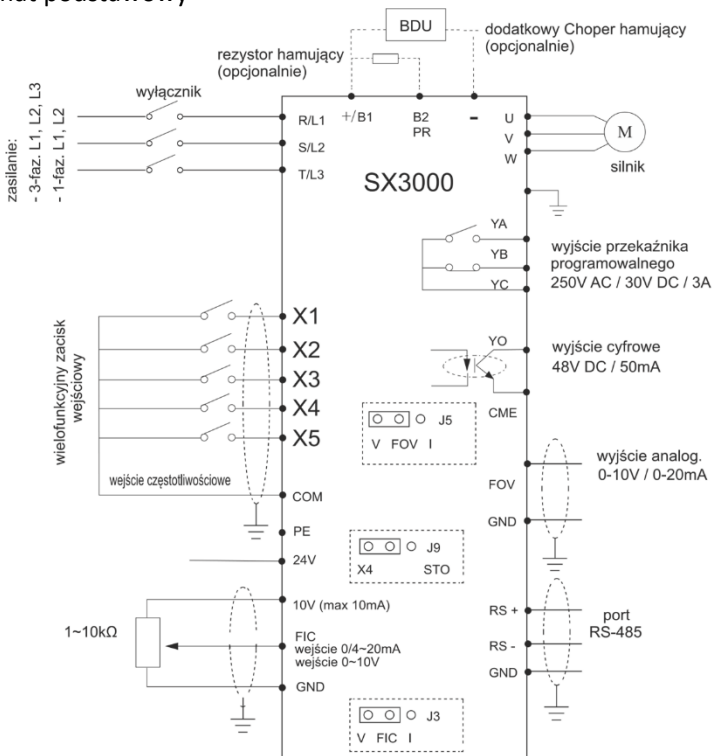 podstawowy
BDU
dodatkowy Choper hamujący
(opcjonalnie)
rezystor hamujący
(opcjonalnie)
wyłącznik
zasilanie:
- 3-faz. L1, L2, L3
- 1-faz. L1, L2
R/L1
S/L2
T/L3
+/B1
B2
PR
-
U
V
W
M
silnik
SX3000
YA
YB
YC
wyjście przekaźnika
programowalnego
250V AC / 30V DC / 3A
wielofunkcyjny zacisk
wejściowy
X1
X2
X3
X4
X5
wejście częstotliwościowe
COM
PE
24V
YO
CME
wyjście cyfrowe
48V DC / 50mA
J5
V FOV I
wyjście analog.
0-10V / 0-20mA
FOV
GND
J9
X4 STO
1~10kΩ
10V (max 10mA)
FIC
wejście 0/4~20mA
wejście 0~10V
GND
RS +
RS -
GND
port
RS-485
J3
V FIC I